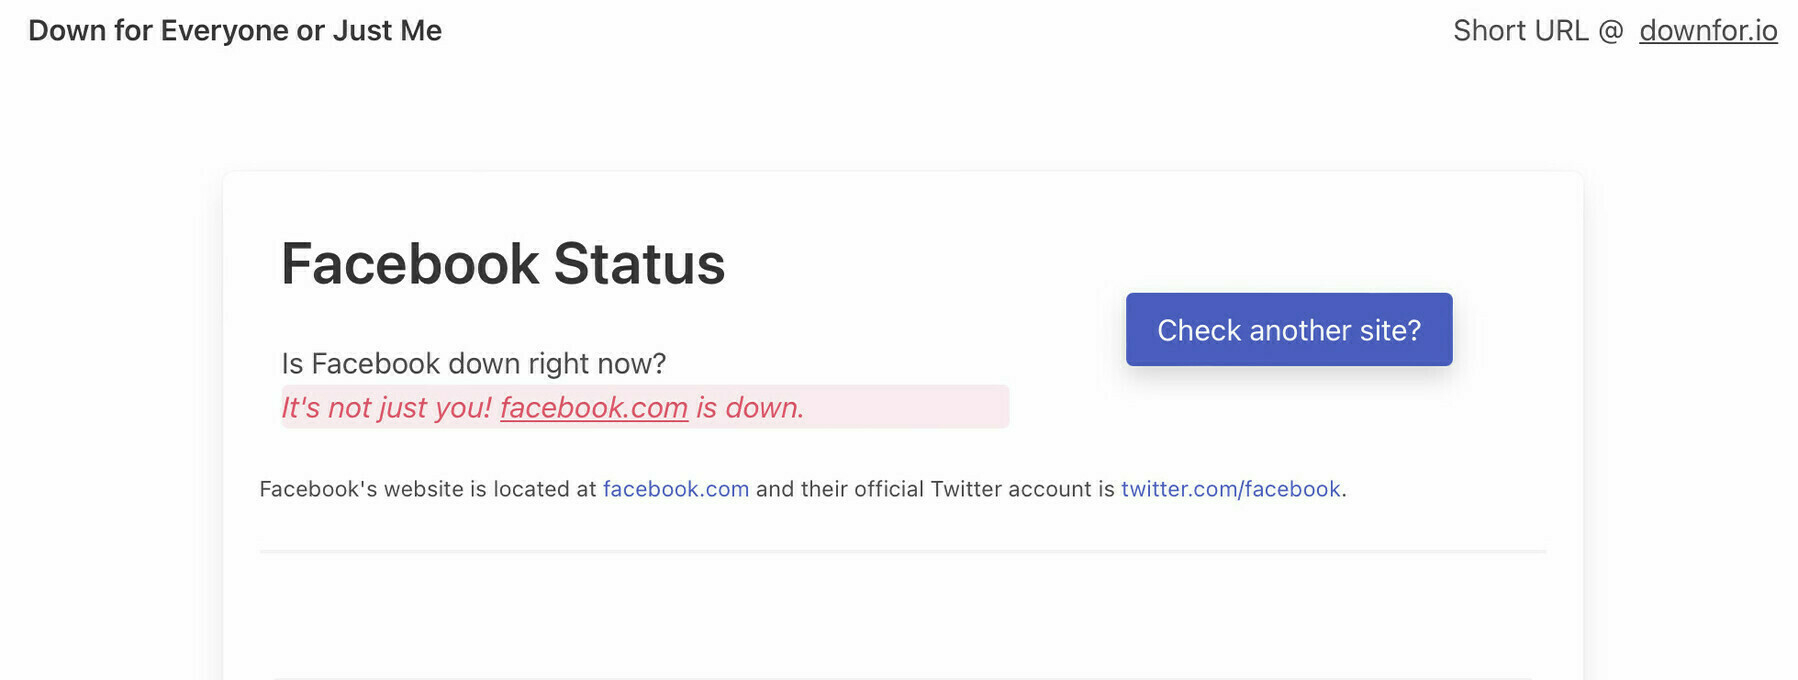 Down for Everyone or Just Me
Short URL @ downfor.io
Facebook Status
Check another site?
Is Facebook down right now?
It's not just you! facebook.com is down.
Facebook's website is located at facebook.com and their official Twitter account is twitter.com/facebook.